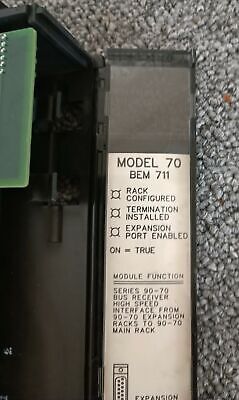 MODEL 70
BEM 711
RACK
CONFIGURED
TERMINATION
INSTALLED
EXPANSION
PORT ENABLED
ON = TRUE
MODULE FUNCTION
SERIES 90-70
BUS RECEIVER
HIGH SPEED
INTERFACE FROM
90-70 EXPANSION
RACKS TO 90-70
MAIN RACK
EXPANSION